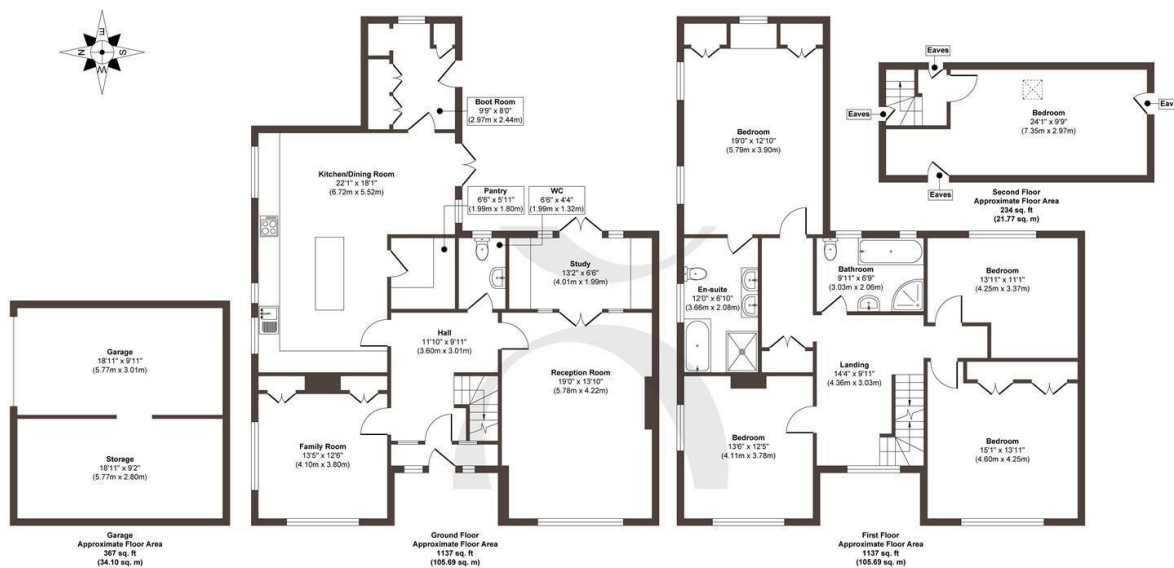 E
N
S
W
Garage
18'11" x 9'11"
(5.77m x 3.01m)
Storage
18'11" x 9'2"
(5.77m x 2.80m)
Garage
Approximate Floor Area
367 sq. ft
(34.10 sq. m)
Boot Room
9'9" x 8'0"
(2.97m x 2.44m)
Kitchen/Dining Room
22'1" x 18'1"
(6.72m x 5.52m)
Pantry
6'6" x 5'11"
(1.99m x 1.80m)
WC
6'6" x 4'4"
(1.99m x 1.32m)
Study
13'2" x 6'6"
(4.01m x 1.99m)
Hall
11'10" x 9'11"
(3.60m x 3.01m)
Reception Room
19'0" x 13'10"
(5.78m x 4.22m)
Family Room
13'5" x 12'6"
(4.10m x 3.80m)
Ground Floor
Approximate Floor Area
1137 sq. ft
(105.69 sq. m)
Bedroom
19'0" x 12'10"
(5.79m x 3.90m)
En-suite
12'0" x 6'10"
(3.66m x 2.08m)
Bathroom
9'11" x 6'9"
(3.03m x 2.06m)
Bedroom
13'11" x 11'1"
(4.25m x 3.37m)
Landing
14'4" x 9'11"
(4.36m x 3.03m)
Bedroom
13'6" x 12'5"
(4.11m x 3.78m)
Bedroom
15'1" x 13'11"
(4.60m x 4.25m)
First Floor
Approximate Floor Area
1137 sq. ft
(105.69 sq. m)
Eaves
Eaves
Bedroom
24'1" x 9'9"
(7.35m x 2.97m)
Eav
Eaves
Second Floor
Approximate Floor Area
234 sq. ft
(21.77 sq. m)